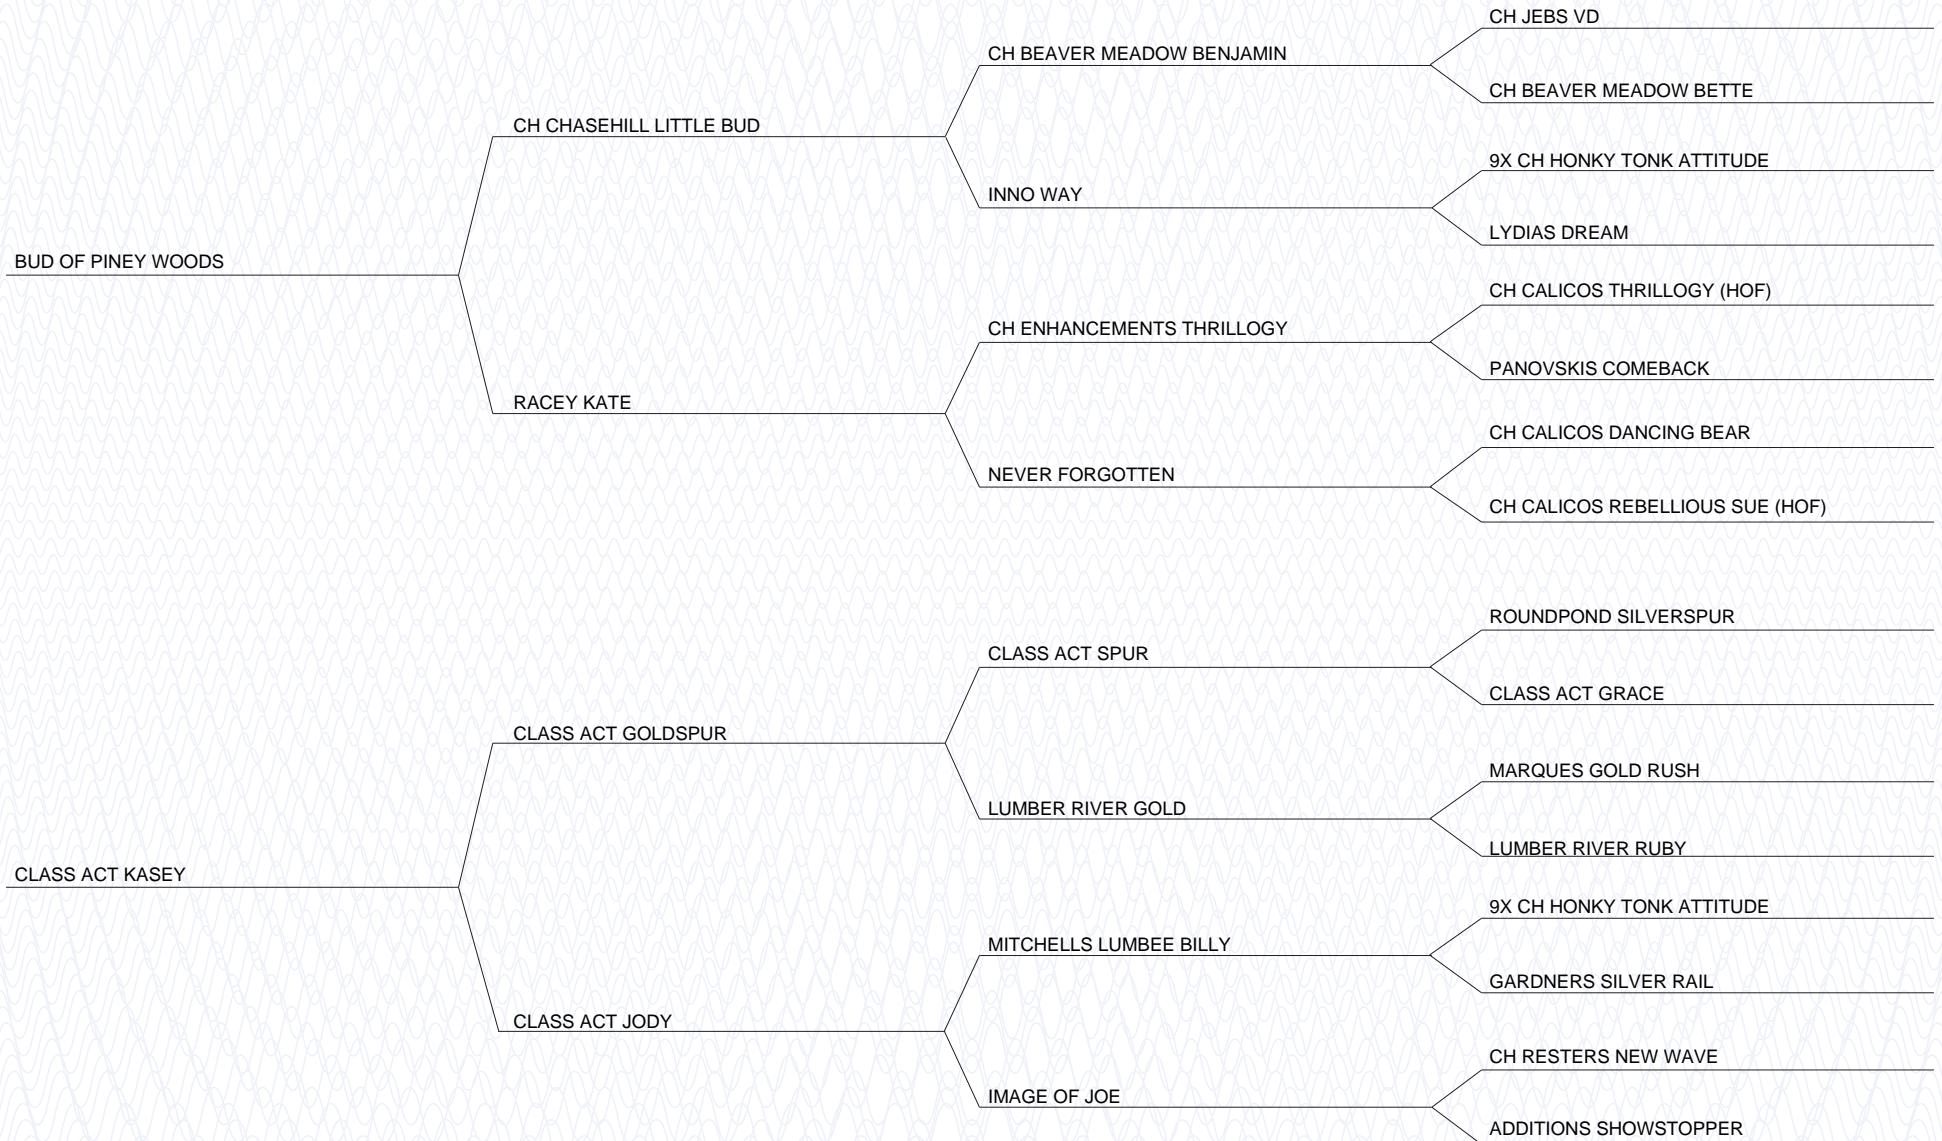 CH JEBS VD
CH BEAVER MEADOW BENJAMIN
CH BEAVER MEADOW BETTE
CH CHASEHILL LITTLE BUD
9X CH HONKY TONK ATTITUDE
INNO WAY
LYDIAS DREAM
BUD OF PINEY WOODS
CH CALICOS THRILLOGY (HOF)
CH ENHANCEMENTS THRILLOGY
PANOVSKIS COMEBACK
RACEY KATE
CH CALICOS DANCING BEAR
NEVER FORGOTTEN
CH CALICOS REBELLIOUS SUE (HOF)
ROUNDPOND SILVERSPUR
CLASS ACT SPUR
CLASS ACT GRACE
CLASS ACT GOLDSPUR
MARQUES GOLD RUSH
LUMBER RIVER GOLD
LUMBER RIVER RUBY
CLASS ACT KASEY
9X CH HONKY TONK ATTITUDE
MITCHELLS LUMBEE BILLY
GARDNERS SILVER RAIL
CLASS ACT JODY
CH RESTERS NEW WAVE
IMAGE OF JOE
ADDITIONS SHOWSTOPPER